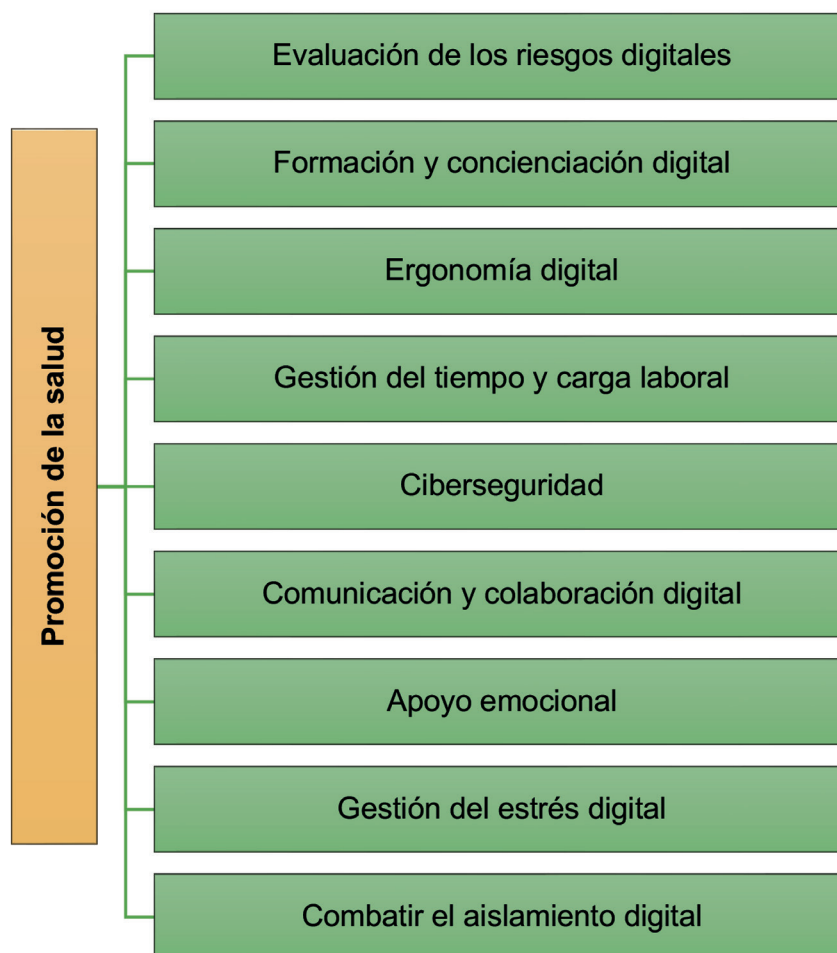 Promoción de la salud
Evaluación de los riesgos digitales
Formación y concienciación digital
Ergonomía digital
Gestión del tiempo y carga laboral
Ciberseguridad
Comunicación y colaboración digital
Apoyo emocional
Gestión del estrés digital
Combatir el aislamiento digital